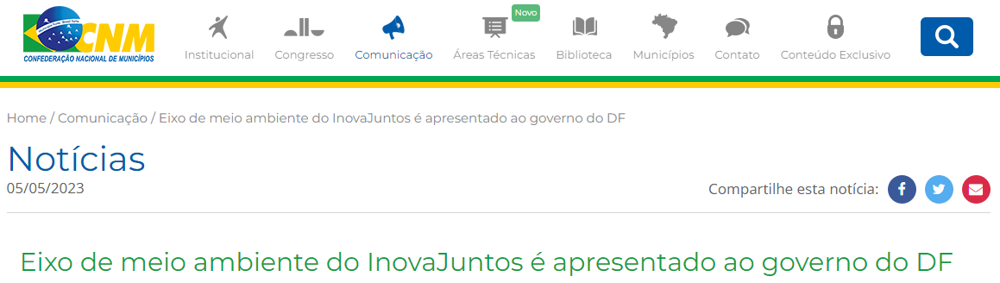 CNM
CONFEDERAÇÃO NACIONAL DE MUNICÍPIOS
Novo
Institucional
Congresso
Comunicação
Áreas Técnicas
Biblioteca
Municípios
Contato
Conteúdo Exclusivo
Home / Comunicação / Eixo de meio ambiente do InovaJuntos é apresentado ao governo do DF
Notícias
05/05/2023
Compartilhe esta notícia:
Eixo de meio ambiente do InovaJuntos é apresentado ao governo do DF